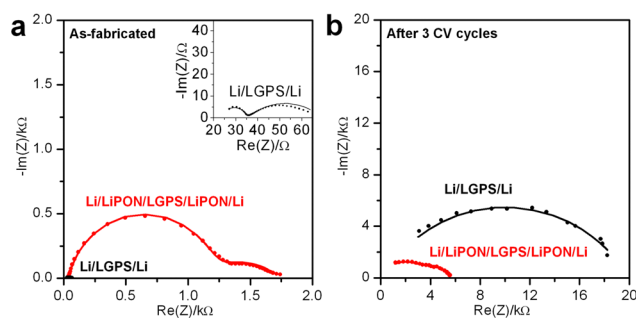 a
As-fabricated
2.0
1.5
1.0
0.5
0.0
-Im(Z)/kΩ
0.0 0.5 1.0 1.5 2.0
Re(Z)/kΩ
Li/LiPON/LGPS/LiPON/Li
Li/LGPS/Li
40
30
20
10
0
-Im(Z)/Ω
Li/LGPS/Li
20 30 40 50 60
Re(Z)/Ω
b
After 3 CV cycles
20
16
12
8
4
0
-Im(Z)/kΩ
Li/LGPS/Li
Li/LiPON/LGPS/LiPON/Li
0 4 8 12 16 20
Re(Z)/kΩ